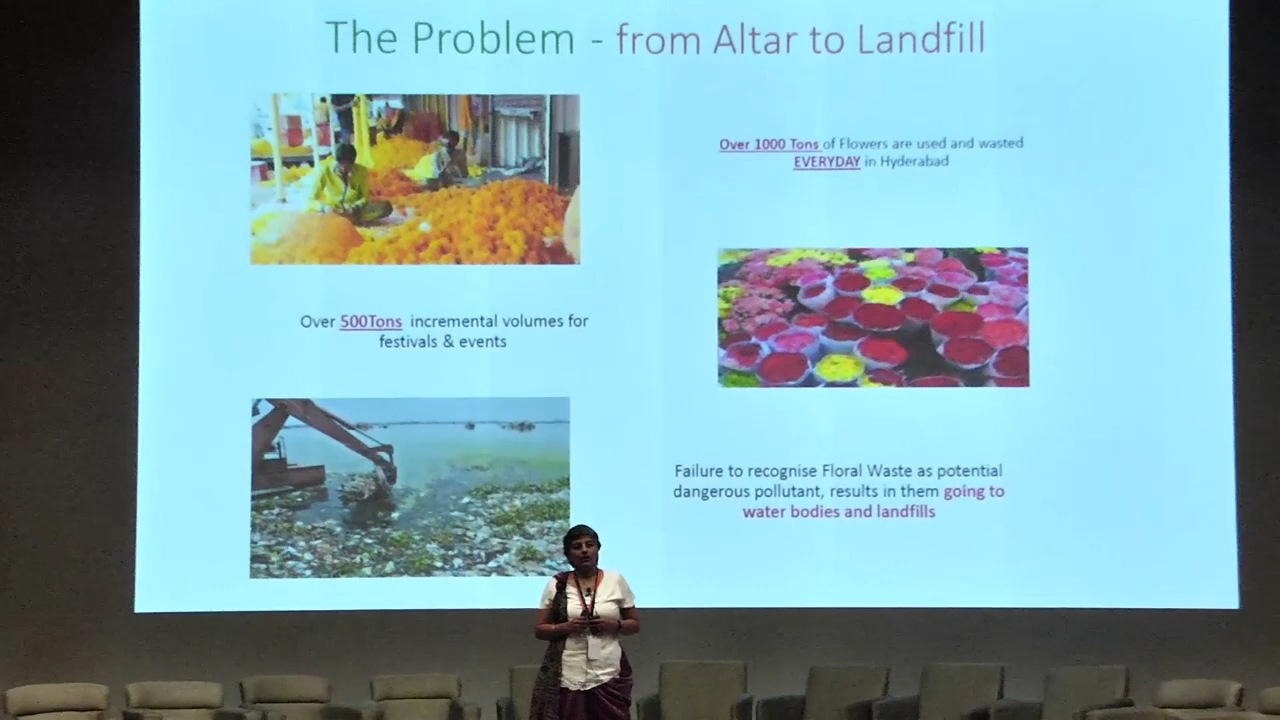 The Problem - from Altar to Landfill
Over 1000 Tons of Flowers are used and wasted
EVERYDAY in Hyderabad
Over 500Tons incremental volumes for
festivals & events
Failure to recognise Floral Waste as potential
dangerous pollutant, results in them going to
water bodies and landfills